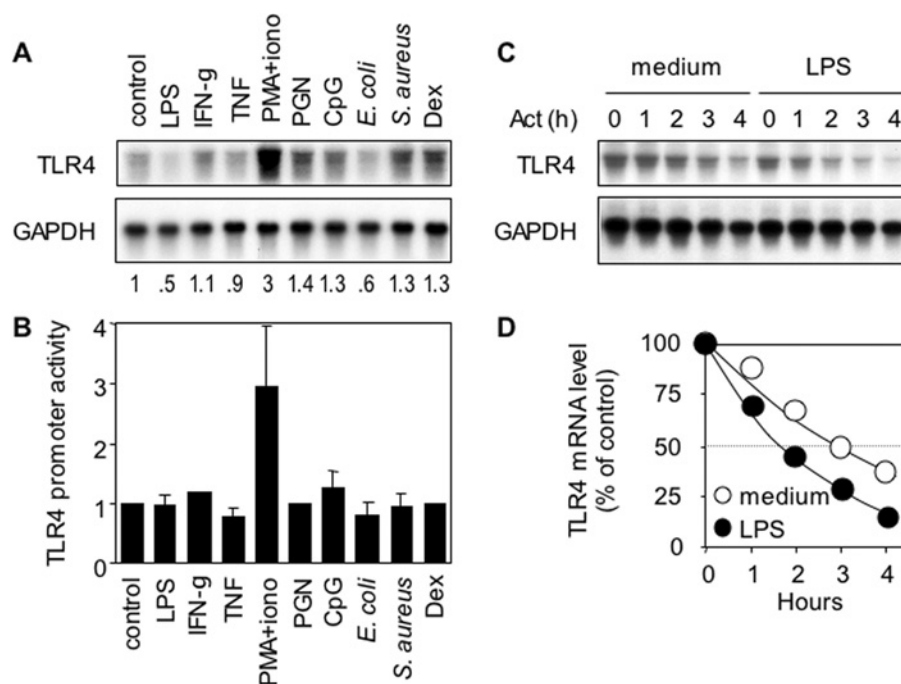 A
control LPS IFN-g TNF PMA+iono PGN CpG E. coli S. aureus Dex
TLR4
GAPDH
1 .5 1.1 .9 3 1.4 1.3 .6 1.3 1.3
B
TLR4 promoter activity
4
3
2
1
0
control LPS IFN-g TNF PMA+iono PGN CpG E. coli S. aureus Dex
C
medium LPS
Act (h) 0 1 2 3 4 0 1 2 3 4
TLR4
GAPDH
D
TLR4 mRNA level
(% of control)
100
75
50
25
0
medium
LPS
0 1 2 3 4
Hours